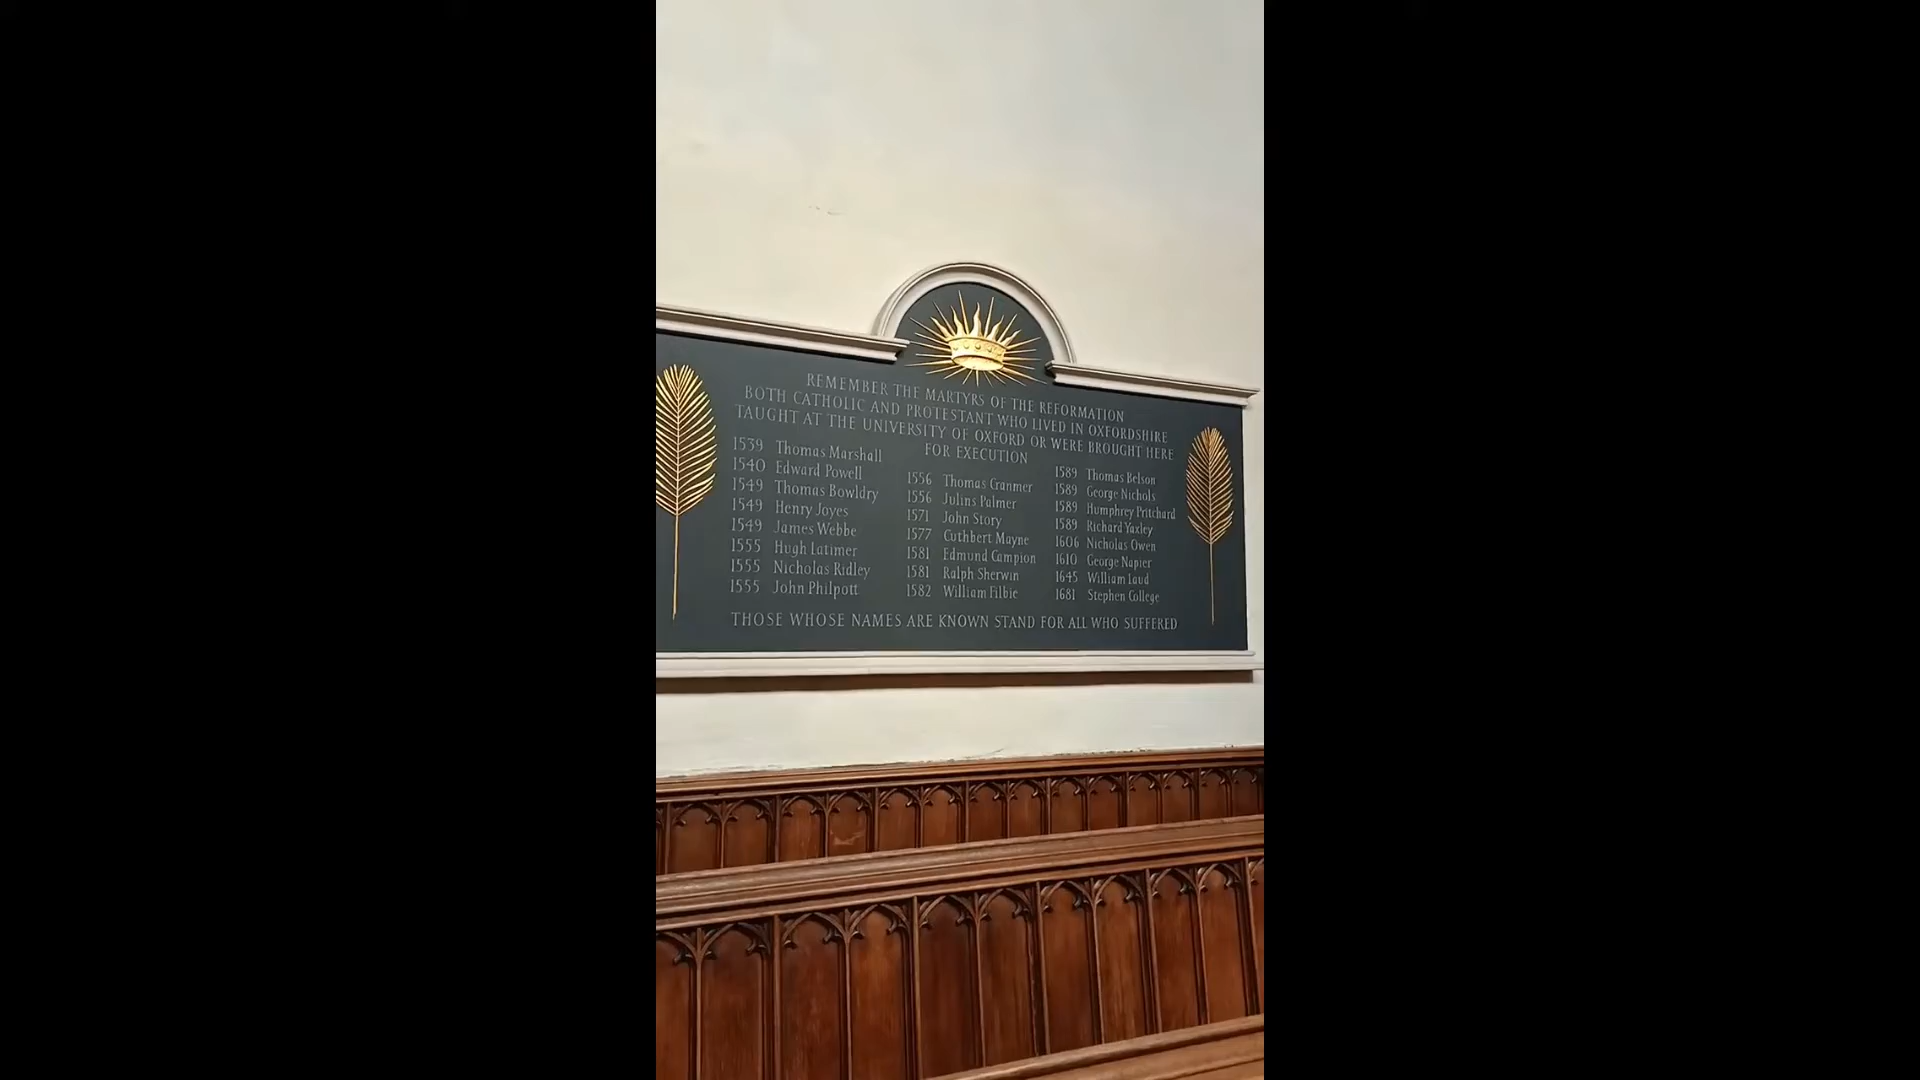 REMEMBER THE MARTYRS OF THE REFORMATION
BOTH CATHOLIC AND PROTESTANT WHO LIVED IN OXFORDSHIRE
TAUGHT AT THE UNIVERSITY OF OXFORD OR WERE BROUGHT HERE
FOR EXECUTION
1539 Thomas Marshall
1540 Edward Powell
1549 Thomas Bowldry
1549 Henry Joyes
1549 James Webbe
1555 Hugh Latimer
1555 Nicholas Ridley
1555 John Philpott
1556 Thomas Cranmer
1556 Julins Palmer
1571 John Story
1577 Cuthbert Mayne
1581 Edmund Campion
1581 Ralph Sherwin
1582 William Filbie
1589 Thomas Belson
1589 George Nichols
1589 Humphrey Pritchard
1589 Richard Yaxley
1606 Nicholas Owen
1610 George Napier
1645 William Laud
1681 Stephen College
THOSE WHOSE NAMES ARE KNOWN STAND FOR ALL WHO SUFFERED